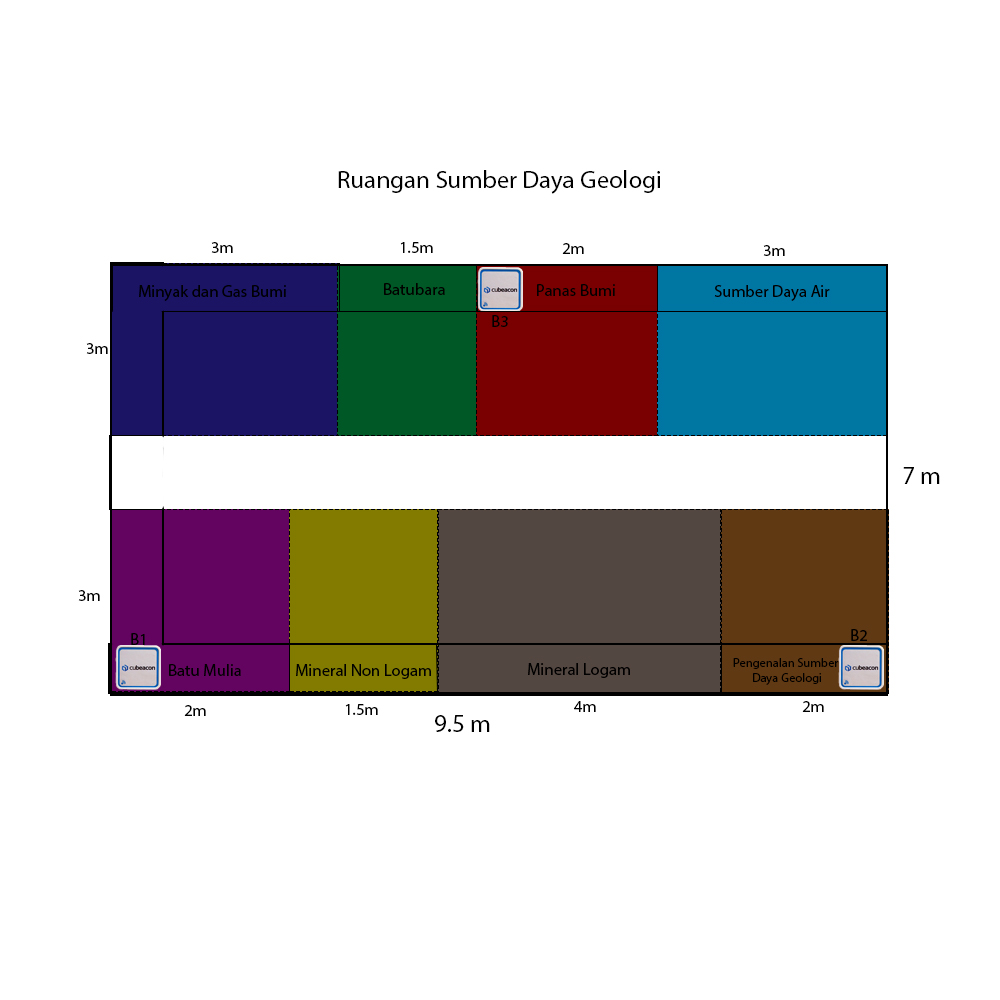 Ruangan Sumber Daya Geologi
3m
1.5m
2m
3m
Minyak dan Gas Bumi
Batubara
cubeacon
Panas Bumi
Sumber Daya Air
B3
3m
7 m
3m
B1
B2
cubeacon
Batu Mulia
Mineral Non Logam
Mineral Logam
Pengenalan Sumber
Daya Geologi
cubeacon
2m
1.5m
4m
2m
9.5 m